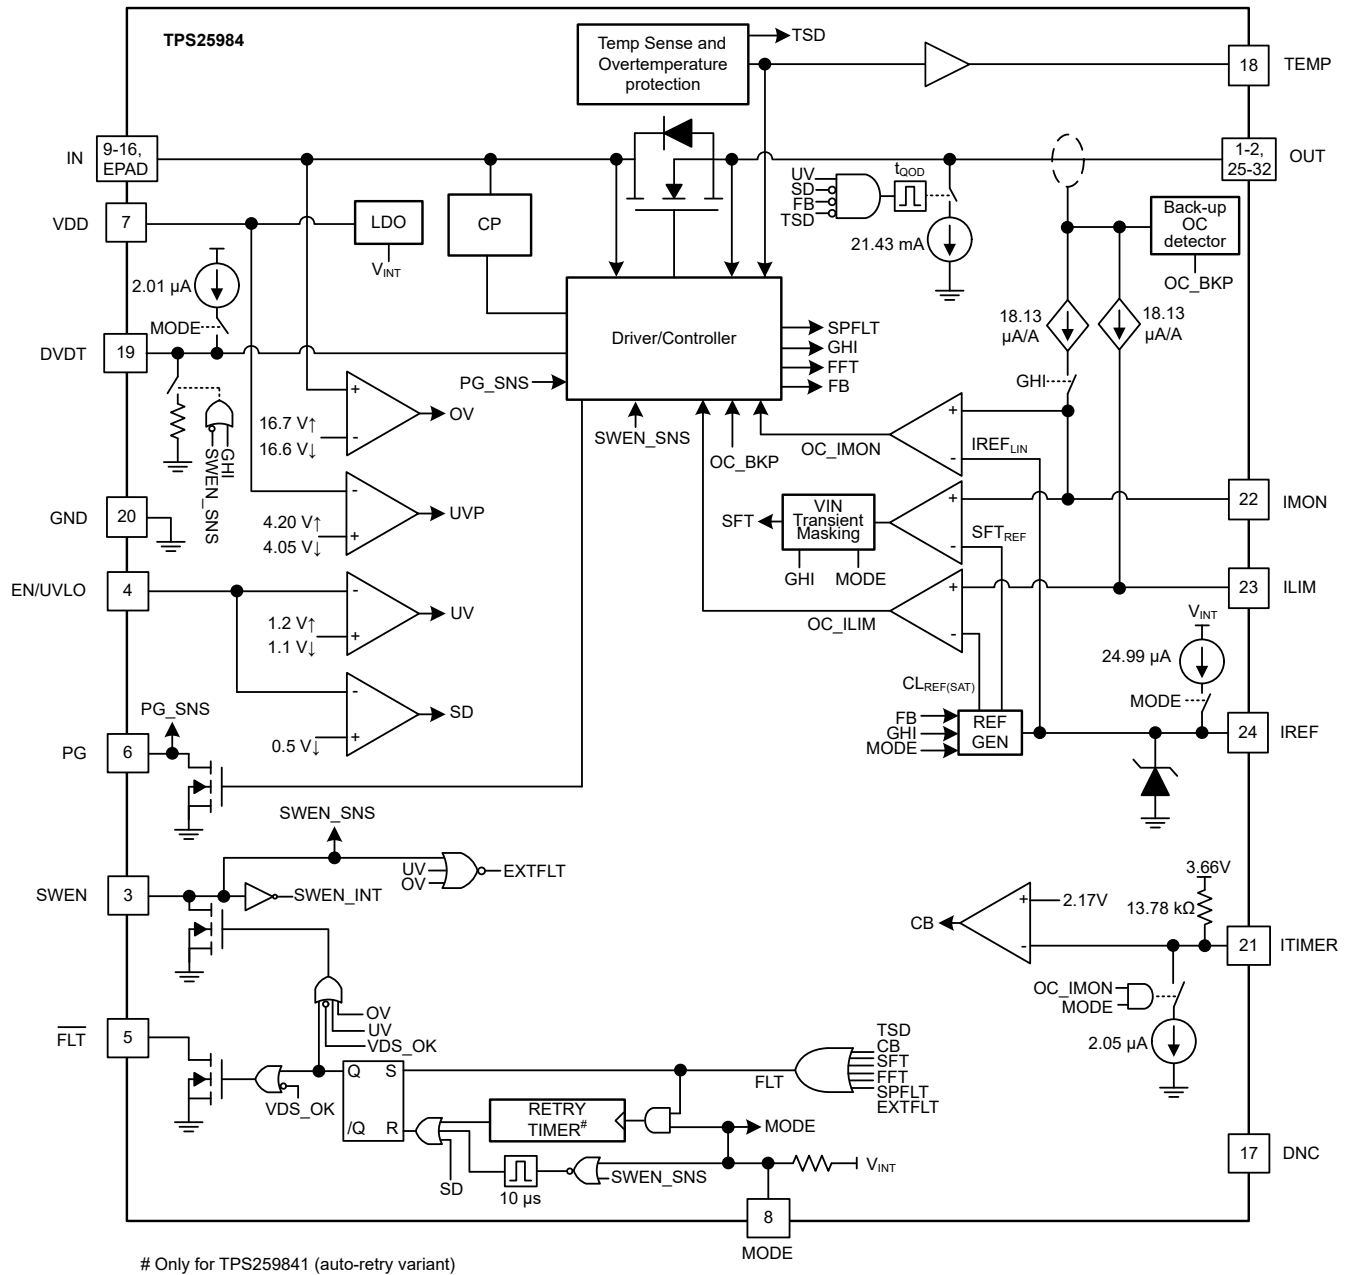 TPS25984
Temp Sense and
Overtemperature
protection
TSD
18
TEMP
IN
9-16,
EPAD
1-2,
25-32
OUT
VDD
7
LDO
VINT
CP
UV
SD
FB
TSD
tQOD
21.43 mA
Back-up
OC
detector
OC_BKP
2.01 µA
MODE
DVDT
19
Driver/Controller
SPFLT
GHI
FFT
FB
18.13
µA/A
18.13
µA/A
GHI
PG_SNS
SWEN_SNS
OC_BKP
OC_IMON
+
-
IREFLIN
+
-
16.7 V↑
16.6 V↓
OV
GHI
SWEN_SNS
GND
20
-
+
4.20 V↑
4.05 V↓
UVP
SFT
VIN
Transient
Masking
GHI
MODE
+
-
SFTREF
22
IMON
EN/UVLO
4
-
+
1.2 V↑
1.1 V↓
UV
OC_ILIM
+
-
23
ILIM
VINT
24.99 µA
MODE
-
+
0.5 V↓
SD
CLREF(SAT)
FB
GHI
MODE
REF
GEN
24
IREF
PG_SNS
PG
6
SWEN_SNS
UV
OV
EXTFLT
SWEN
3
SWEN_INT
CB
+
-
2.17V
3.66V
13.78 kΩ
21
ITIMER
OC_IMON
MODE
2.05 µA
OV
UV
VDS_OK
FLT
5
VDS_OK
Q
S
/Q
R
FLT
TSD
CB
SFT
FFT
SPFLT
EXTFLT
RETRY
TIMER#
MODE
SD
10 µs
SWEN_SNS
VINT
17
DNC
8
MODE
# Only for TPS259841 (auto-retry variant)